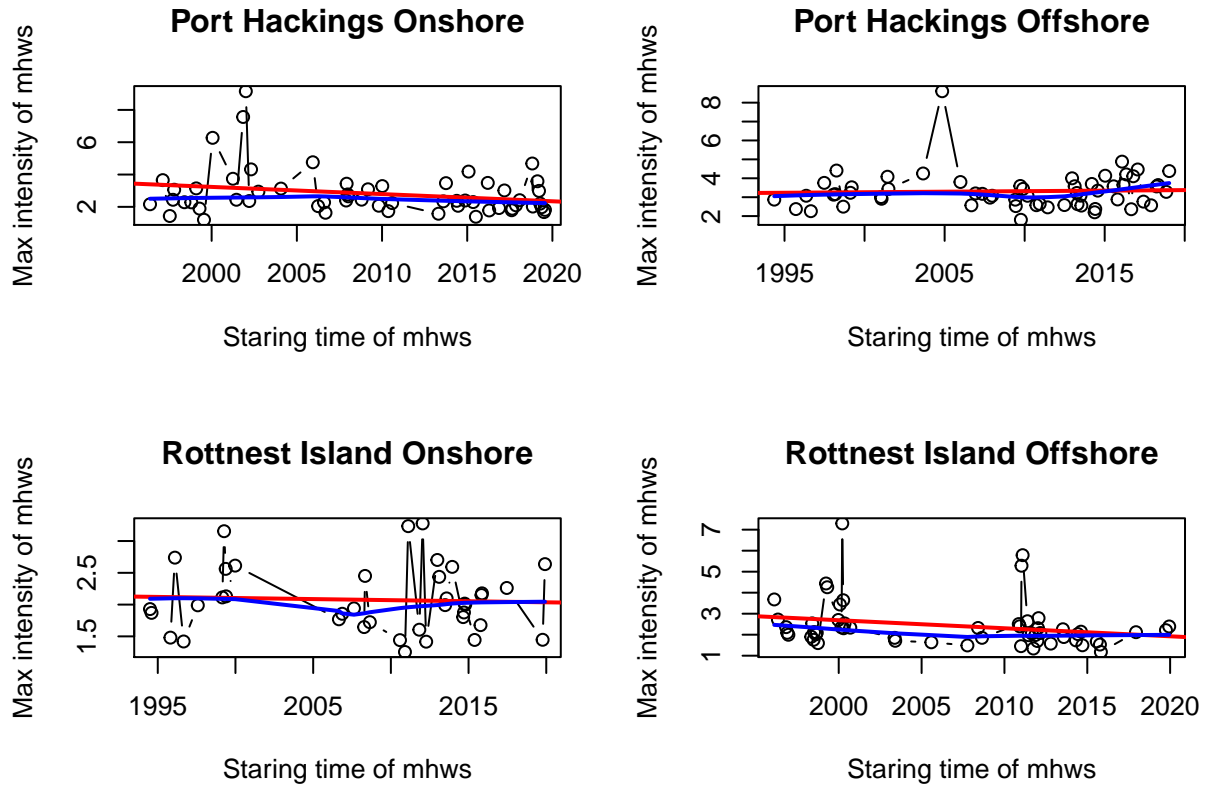 Port Hackings Onshore
Max intensity of mhws
2 6
2000 2005 2010 2015 2020
Staring time of mhws
Port Hackings Offshore
Max intensity of mhws
2 4 6 8
1995 2005 2015
Staring time of mhws
Rottnest Island Onshore
Max intensity of mhws
1.5 2.5
1995 2005 2015
Staring time of mhws
Rottnest Island Offshore
Max intensity of mhws
1 3 5 7
2000 2005 2010 2015 2020
Staring time of mhws